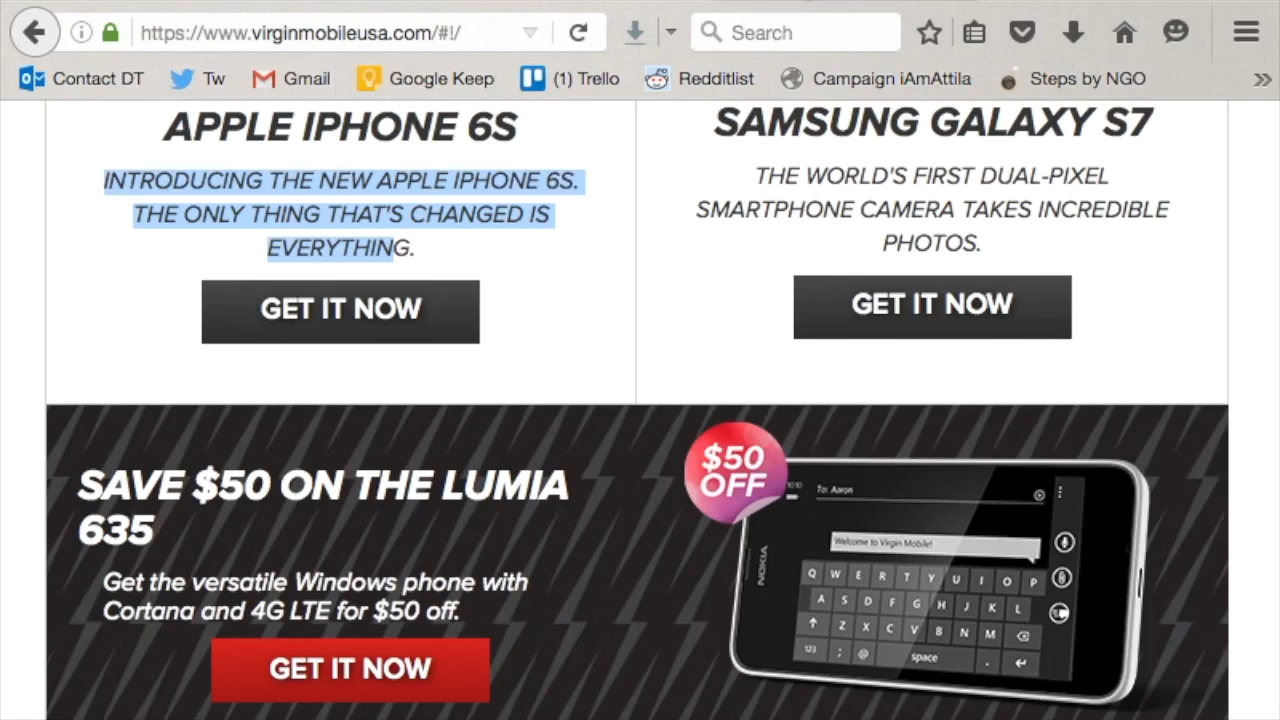 https://www.virginmobileusa.com/#!/
Search
Contact DT
Tw
Gmail
Google Keep
(1) Trello
Redditlist
Campaign iAmAttila
Steps by NGO
APPLE IPHONE 6S
INTRODUCING THE NEW APPLE IPHONE 6S.
THE ONLY THING THAT'S CHANGED IS
EVERYTHING.
GET IT NOW
SAMSUNG GALAXY S7
THE WORLD'S FIRST DUAL-PIXEL
SMARTPHONE CAMERA TAKES INCREDIBLE
PHOTOS.
GET IT NOW
SAVE $50 ON THE LUMIA
635
Get the versatile Windows phone with
Cortana and 4G LTE for $50 off.
GET IT NOW
$50
OFF
To: Aaron
Welcome to Virgin Mobile!
NOKIA
Q W E R T Y U I O P
A S D F G H J K L
Z X C V B N M
123 ; @ space .